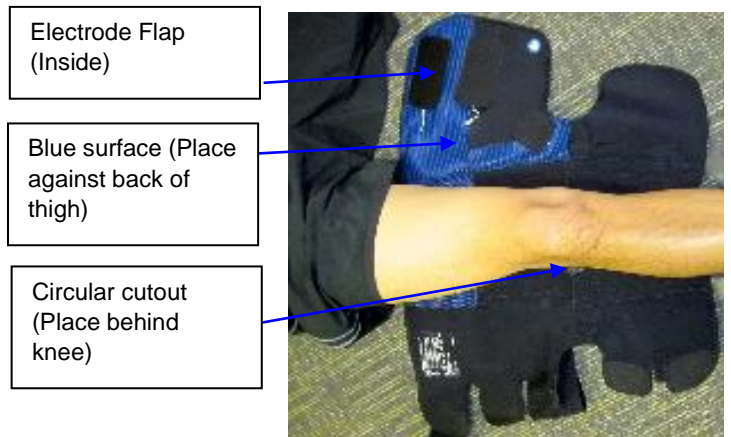 Electrode Flap
(Inside)
Blue surface (Place
against back of
thigh)
Circular cutout
(Place behind
knee)